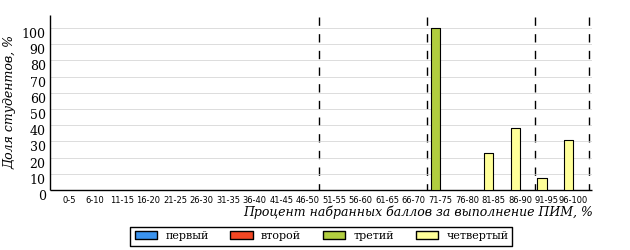 Доля студентов, %
100
90
80
70
60
50
40
30
20
10
0
0-5 6-10 11-15 16-20 21-25 26-30 31-35 36-40 41-45 46-50 51-55 56-60 61-65 66-70 71-75 76-80 81-85 86-90 91-95 96-100
Процент набранных баллов за выполнение ПИМ, %
первый второй третий четвертый